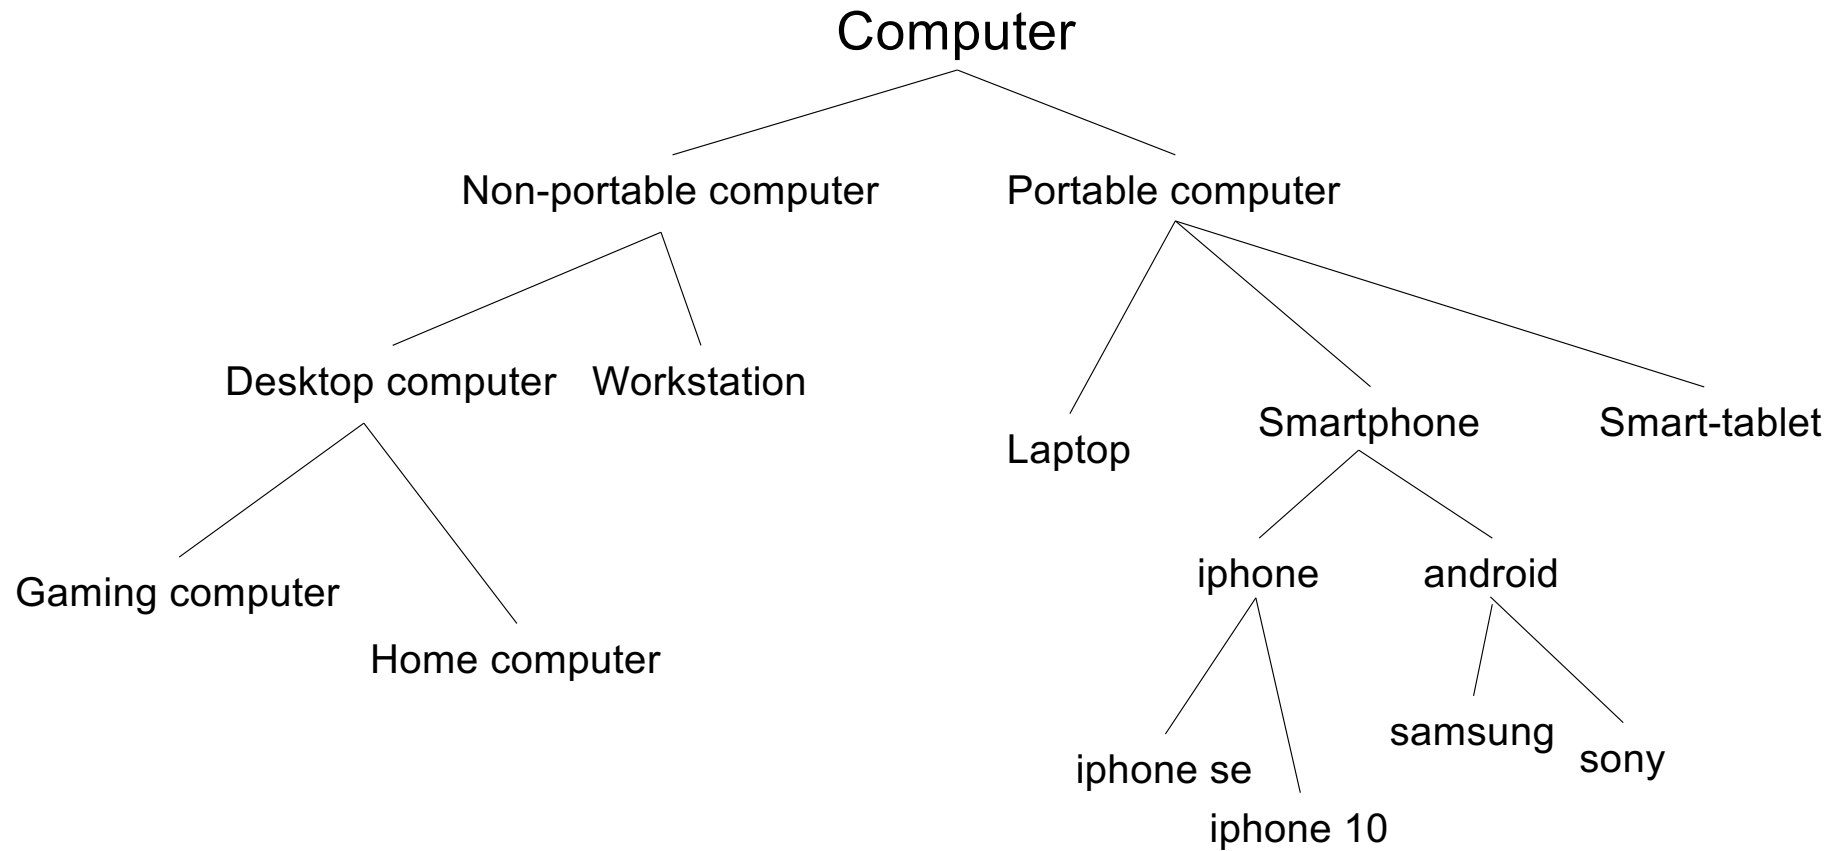 Computer
Non-portable computer
Portable computer
Desktop computer
Workstation
Laptop
Smartphone
Smart-tablet
Gaming computer
Home computer
iphone
android
iphone se
iphone 10
samsung
sony